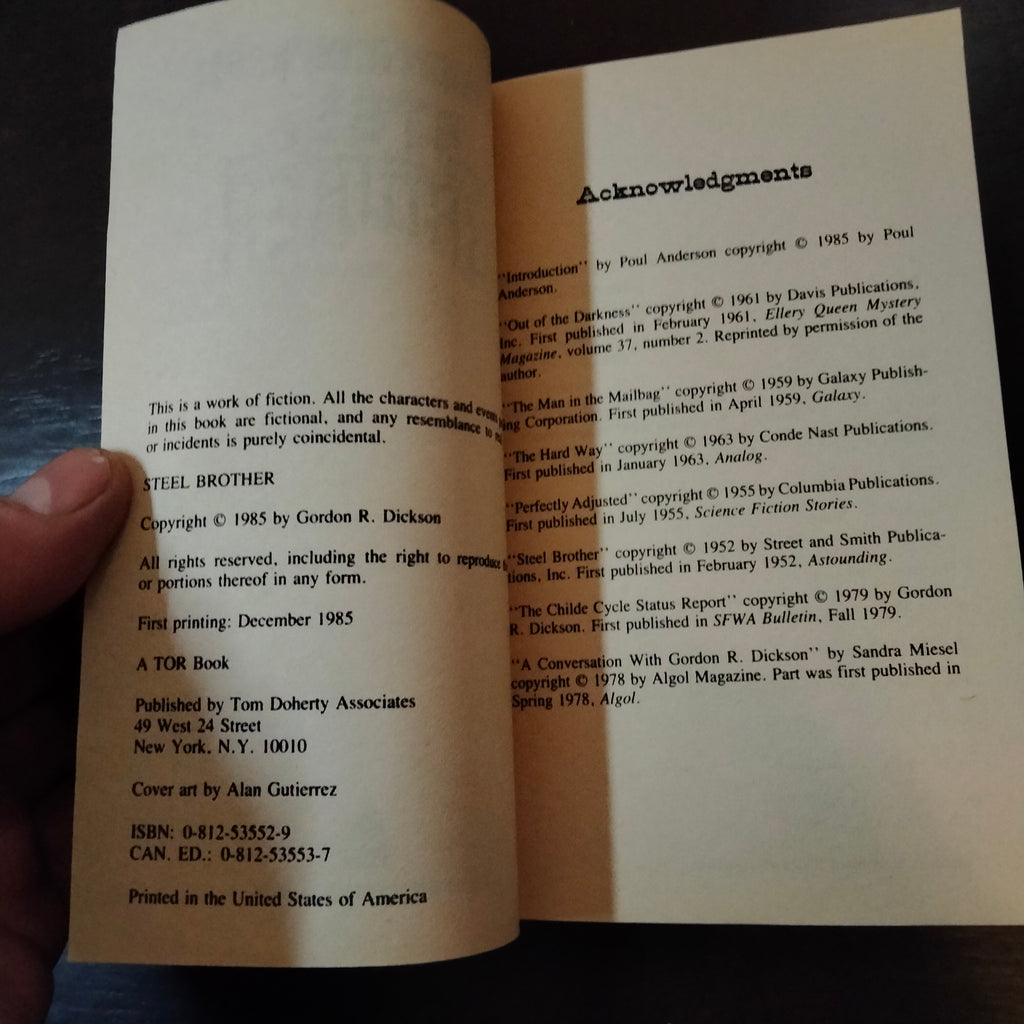 This is a work of fiction. All the characters and events
in this book are fictional, and any resemblance to
or incidents is purely coincidental.
STEEL BROTHER
Copyright © 1985 by Gordon R. Dickson
All rights reserved, including the right to reproduce
or portions thereof in any form.
First printing: December 1985
A TOR Book
Published by Tom Doherty Associates
49 West 24 Street
New York, N.Y. 10010
Cover art by Alan Gutierrez
ISBN: 0-812-53552-9
CAN. ED.: 0-812-53553-7
Printed in the United States of America
Acknowledgments
"Introduction" by Poul Anderson copyright © 1985 by Poul
Anderson.
"Out of the Darkness" copyright © 1961 by Davis Publications,
Inc. First published in February 1961, Ellery Queen Mystery
Magazine, volume 37, number 2. Reprinted by permission of the
author.
"The Man in the Mailbag" copyright © 1959 by Galaxy Publish-
ing Corporation. First published in April 1959, Galaxy.
"The Hard Way" copyright © 1963 by Conde Nast Publications.
First published in January 1963, Analog.
"Perfectly Adjusted" copyright © 1955 by Columbia Publications.
First published in July 1955, Science Fiction Stories.
"Steel Brother" copyright © 1952 by Street and Smith Publica-
tions, Inc. First published in February 1952, Astounding.
"The Childe Cycle Status Report" copyright © 1979 by Gordon
R. Dickson. First published in SFWA Bulletin, Fall 1979.
"A Conversation With Gordon R. Dickson" by Sandra Miesel
copyright © 1978 by Algol Magazine. Part was first published in
Spring 1978, Algol.